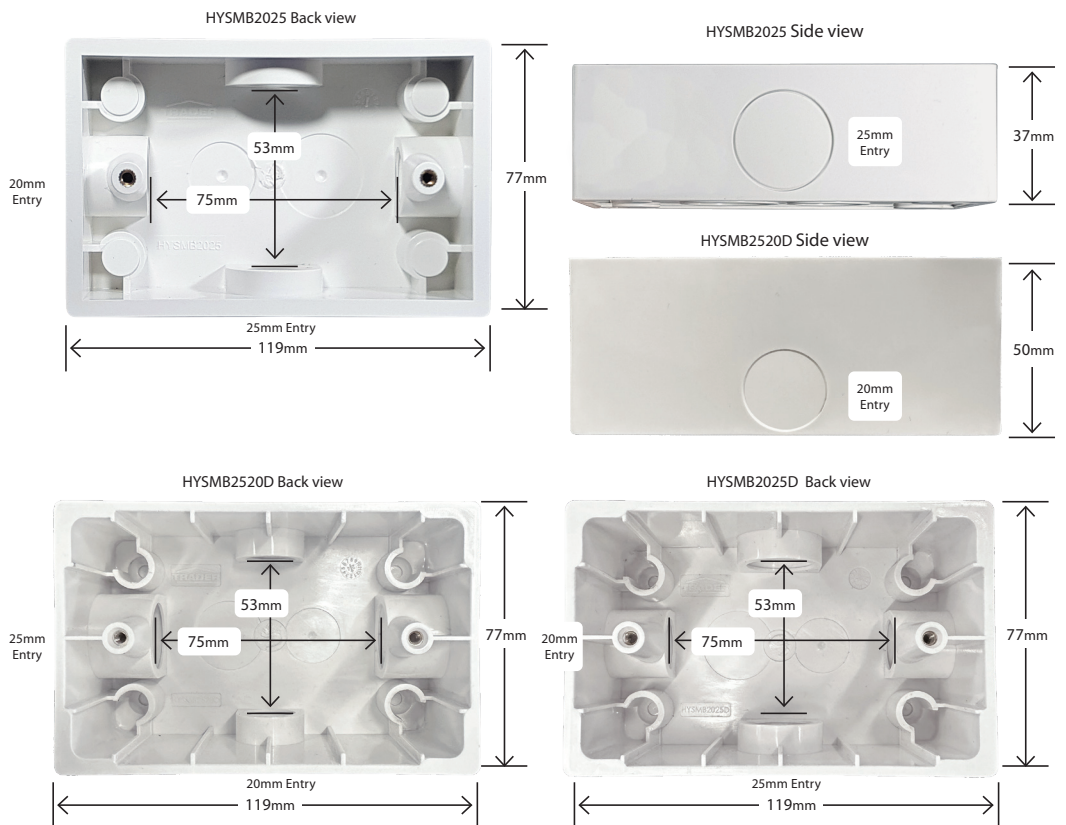 HYSMB2025 Back view
53mm
75mm
77mm
20mm
Entry
HYSMB2025
25mm Entry
119mm
HYSMB2025 Side view
25mm
Entry
37mm
HYSMB2520D Side view
20mm
Entry
50mm
HYSMB2520D Back view
53mm
75mm
77mm
25mm
Entry
20mm Entry
119mm
HYSMB2025D Back view
53mm
75mm
77mm
20mm
Entry
HYSMB2025D
25mm Entry
119mm